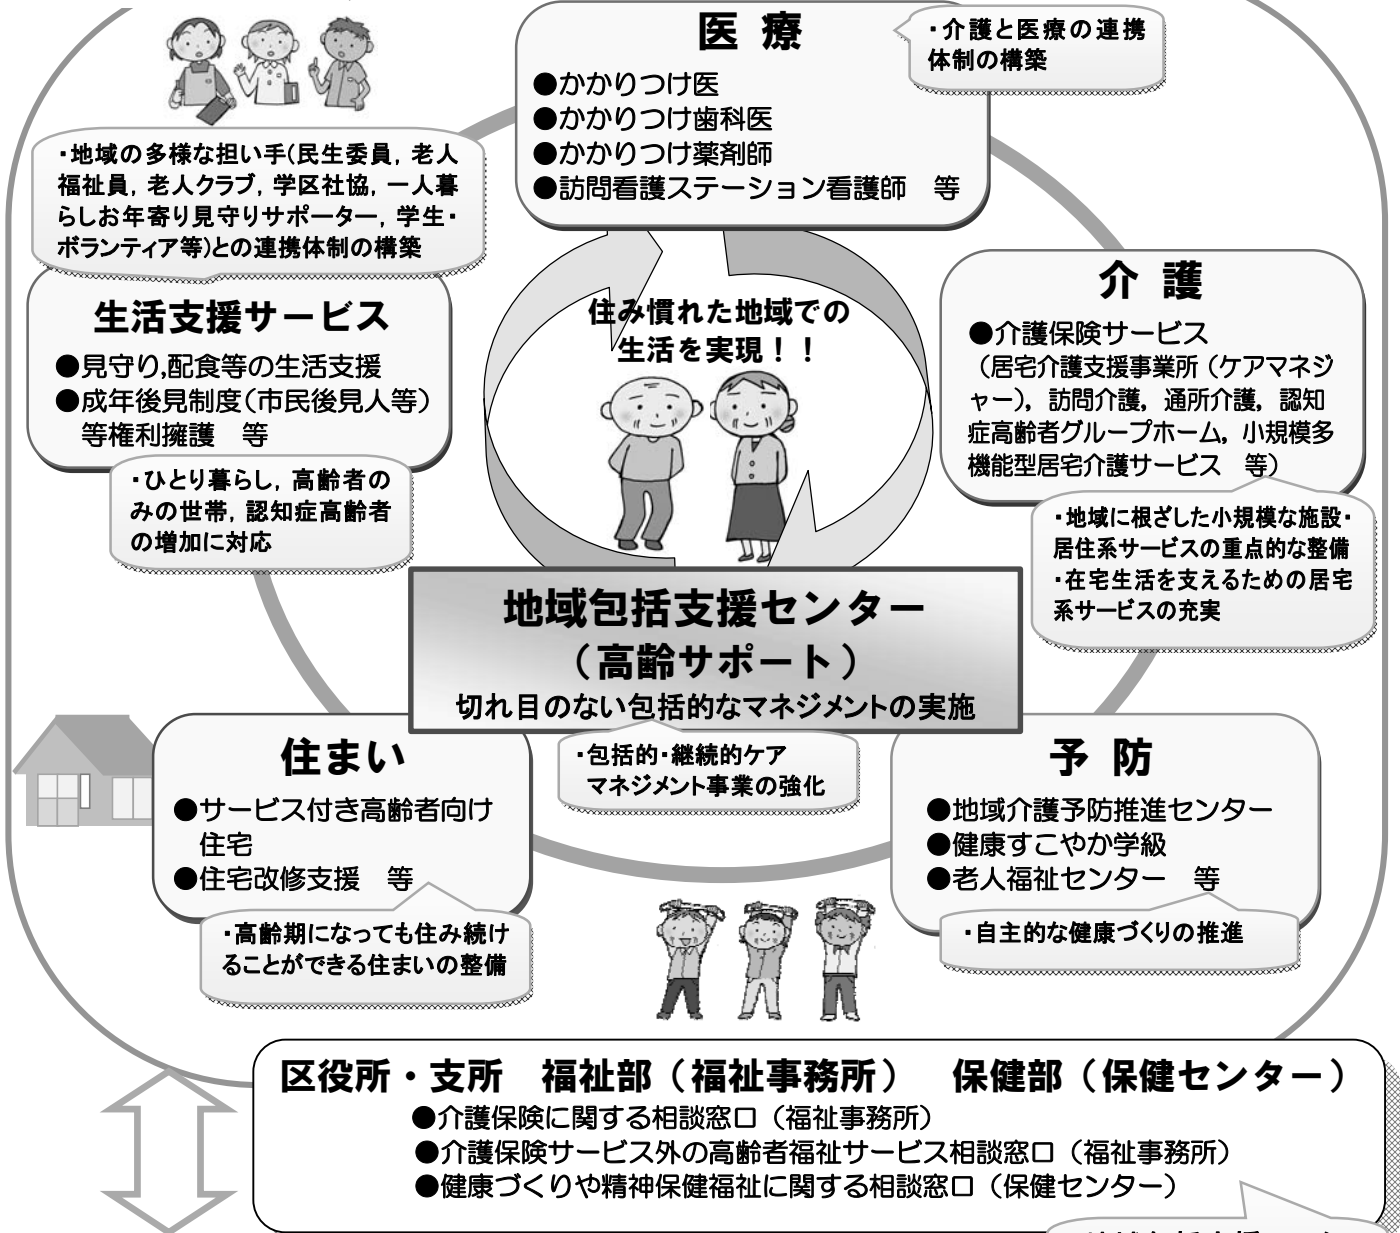 医 療
●かかりつけ医
●かかりつけ歯科医
●かかりつけ薬剤師
●訪問看護ステーション看護師　等
・介護と医療の連携
体制の構築
・地域の多様な担い手(民生委員，老人
福祉員，老人クラブ，学区社協，一人暮
らしお年寄り見守りサポーター，学生・
ボランティア等)との連携体制の構築
生活支援サービス
●見守り,配食等の生活支援
●成年後見制度(市民後見人等)
等権利擁護　等
・ひとり暮らし，高齢者の
みの世帯，認知症高齢者
の増加に対応
住み慣れた地域での
生活を実現！！
介 護
●介護保険サービス
（居宅介護支援事業所（ケアマネジ
ャー），訪問介護，通所介護，認知
症高齢者グループホーム，小規模多
機能型居宅介護サービス　等）
・地域に根ざした小規模な施設・
居住系サービスの重点的な整備
・在宅生活を支えるための居宅
系サービスの充実
地域包括支援センター
（高齢サポート）
切れ目のない包括的なマネジメントの実施
・包括的・継続的ケア
マネジメント事業の強化
住まい
●サービス付き高齢者向け
住宅
●住宅改修支援　等
・高齢期になっても住み続け
ることができる住まいの整備
予 防
●地域介護予防推進センター
●健康すこやか学級
●老人福祉センター　等
・自主的な健康づくりの推進
区役所・支所　福祉部（福祉事務所）　保健部（保健センター）
●介護保険に関する相談窓口（福祉事務所）
●介護保険サービス外の高齢者福祉サービス相談窓口（福祉事務所）
●健康づくりや精神保健福祉に関する相談窓口（保健センター）